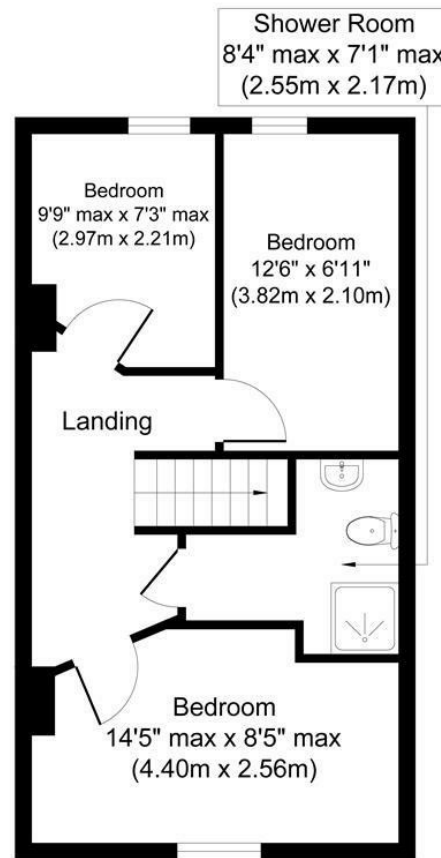 Shower Room
8'4" max x 7'1" max
(2.55m x 2.17m)
Bedroom
9'9" max x 7'3" max
(2.97m x 2.21m)
Bedroom
12'6" x 6'11"
(3.82m x 2.10m)
Landing
Bedroom
14'5" max x 8'5" max
(4.40m x 2.56m)